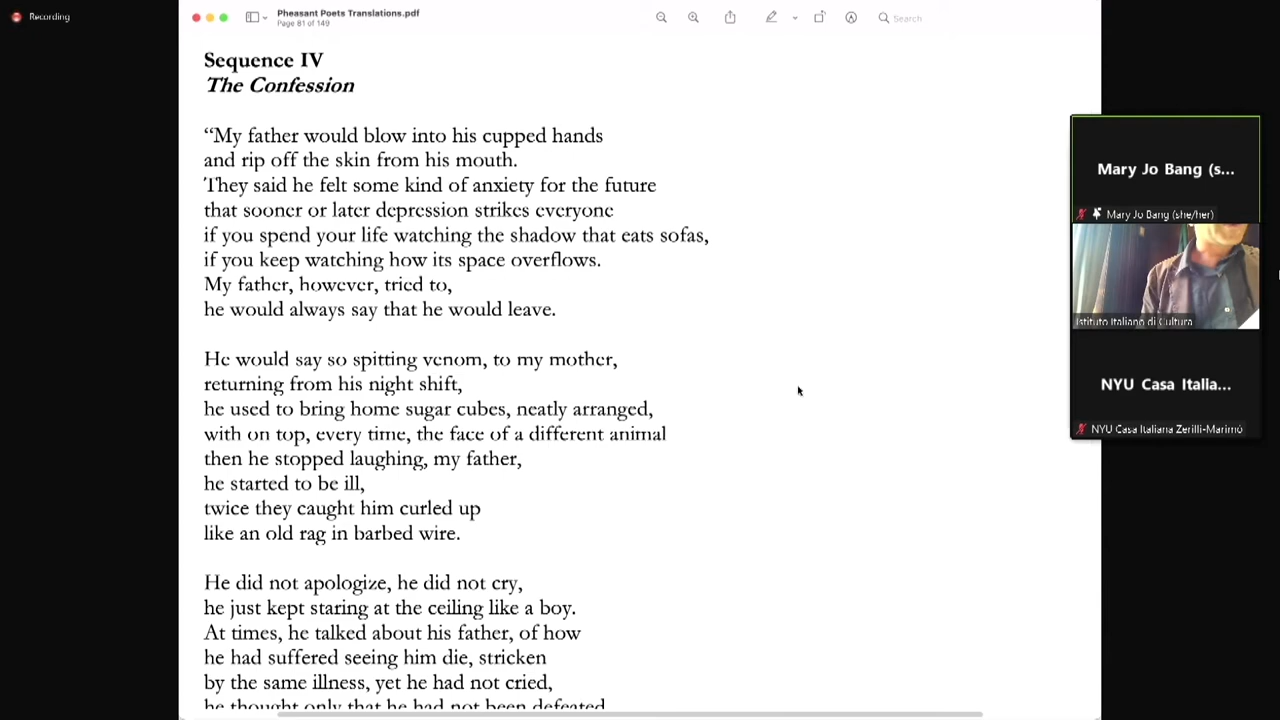 Recording
Pheasant Poets Translations.pdf
Page 81 of 149
Search
Sequence IV
The Confession
“My father would blow into his cupped hands
and rip off the skin from his mouth.
They said he felt some kind of anxiety for the future
that sooner or later depression strikes everyone
if you spend your life watching the shadow that eats sofas,
if you keep watching how its space overflows.
My father, however, tried to,
he would always say that he would leave.
He would say so spitting venom, to my mother,
returning from his night shift,
he used to bring home sugar cubes, neatly arranged,
with on top, every time, the face of a different animal
then he stopped laughing, my father,
he started to be ill,
twice they caught him curled up
like an old rag in barbed wire.
He did not apologize, he did not cry,
he just kept staring at the ceiling like a boy.
At times, he talked about his father, of how
he had suffered seeing him die, stricken
by the same illness, yet he had not cried,
he thought only that he had not been defeated
Mary Jo Bang (s...
Mary Jo Bang (she/her)
Istituto Italiano di Cultura
NYU Casa Italia...
NYU Casa Italiana Zerilli-Marimò